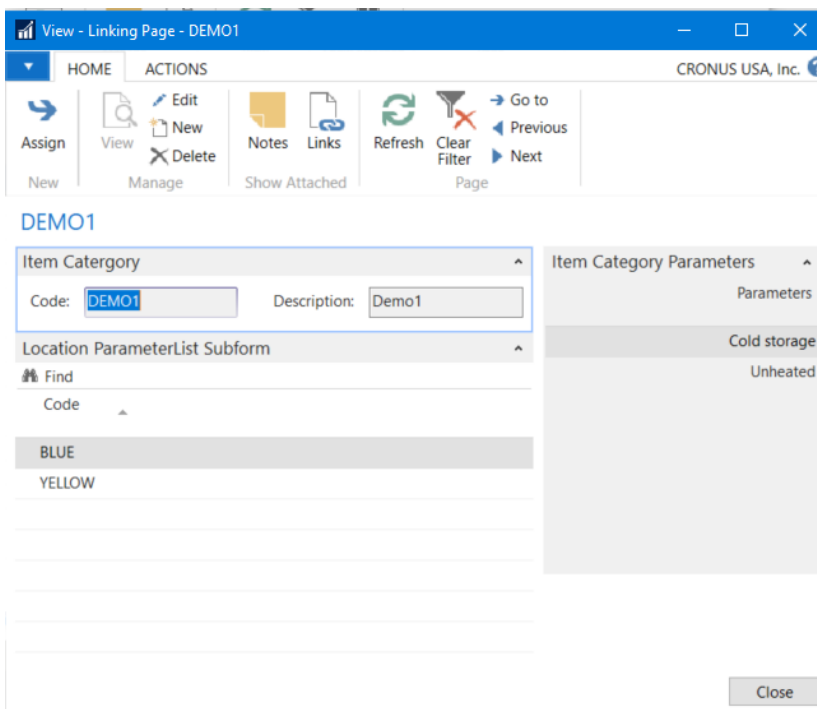 View - Linking Page - DEMO1
HOME ACTIONS CRONUS USA, Inc. ?
Assign
View
Edit
New
Delete
Notes Links
Refresh
Clear
Filter
Go to
Previous
Next
New Manage Show Attached Page
DEMO1
Item Catergory
Code: DEMO1 Description: Demo1
Location ParameterList Subform
Find
Code
BLUE
YELLOW
Item Category Parameters
Parameters
Cold storage
Unheated
Close